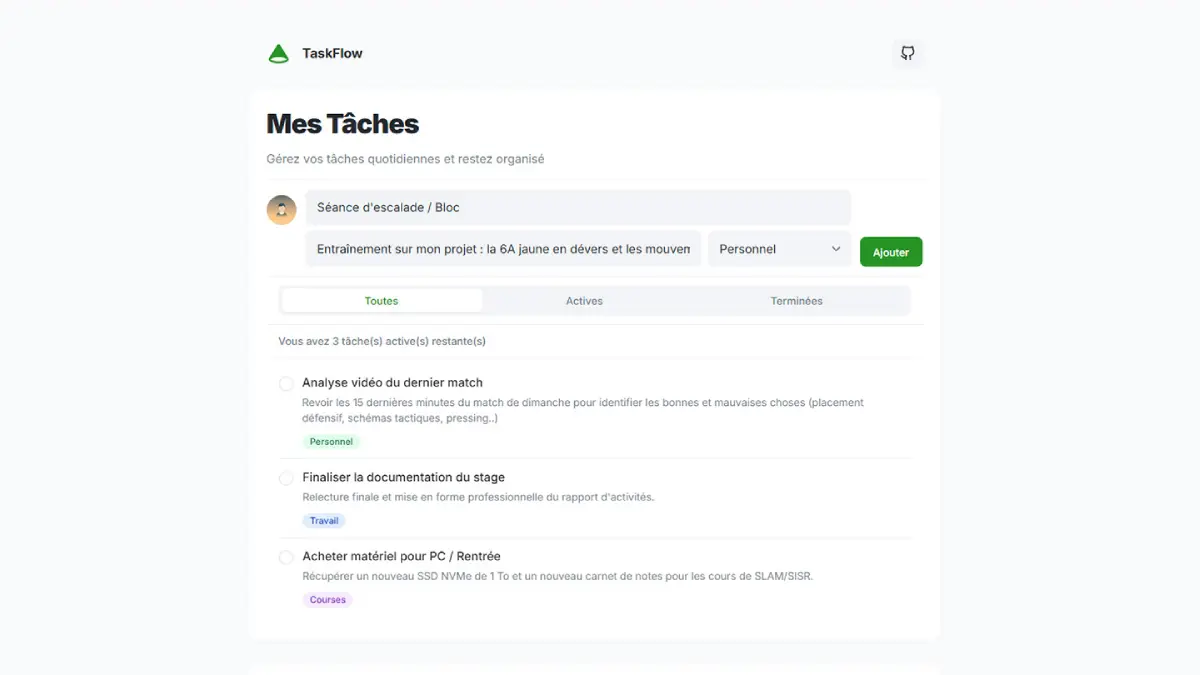 TaskFlow
Mes Tâches
Gérez vos tâches quotidiennes et restez organisé
Séance d'escalade / Bloc
Entraînement sur mon projet : la 6A jaune en dévers et les mouvem
Personnel
Ajouter
Toutes
Actives
Terminées
Vous avez 3 tâche(s) active(s) restante(s)
Analyse vidéo du dernier match
Revoir les 15 dernières minutes du match de dimanche pour identifier les bonnes et mauvaises choses (placement
défensif, schémas tactiques, pressing..)
Personnel
Finaliser la documentation du stage
Relecture finale et mise en forme professionnelle du rapport d'activités.
Travail
Acheter matériel pour PC / Rentrée
Récupérer un nouveau SSD NVMe de 1 To et un nouveau carnet de notes pour les cours de SLAM/SISR.
Courses